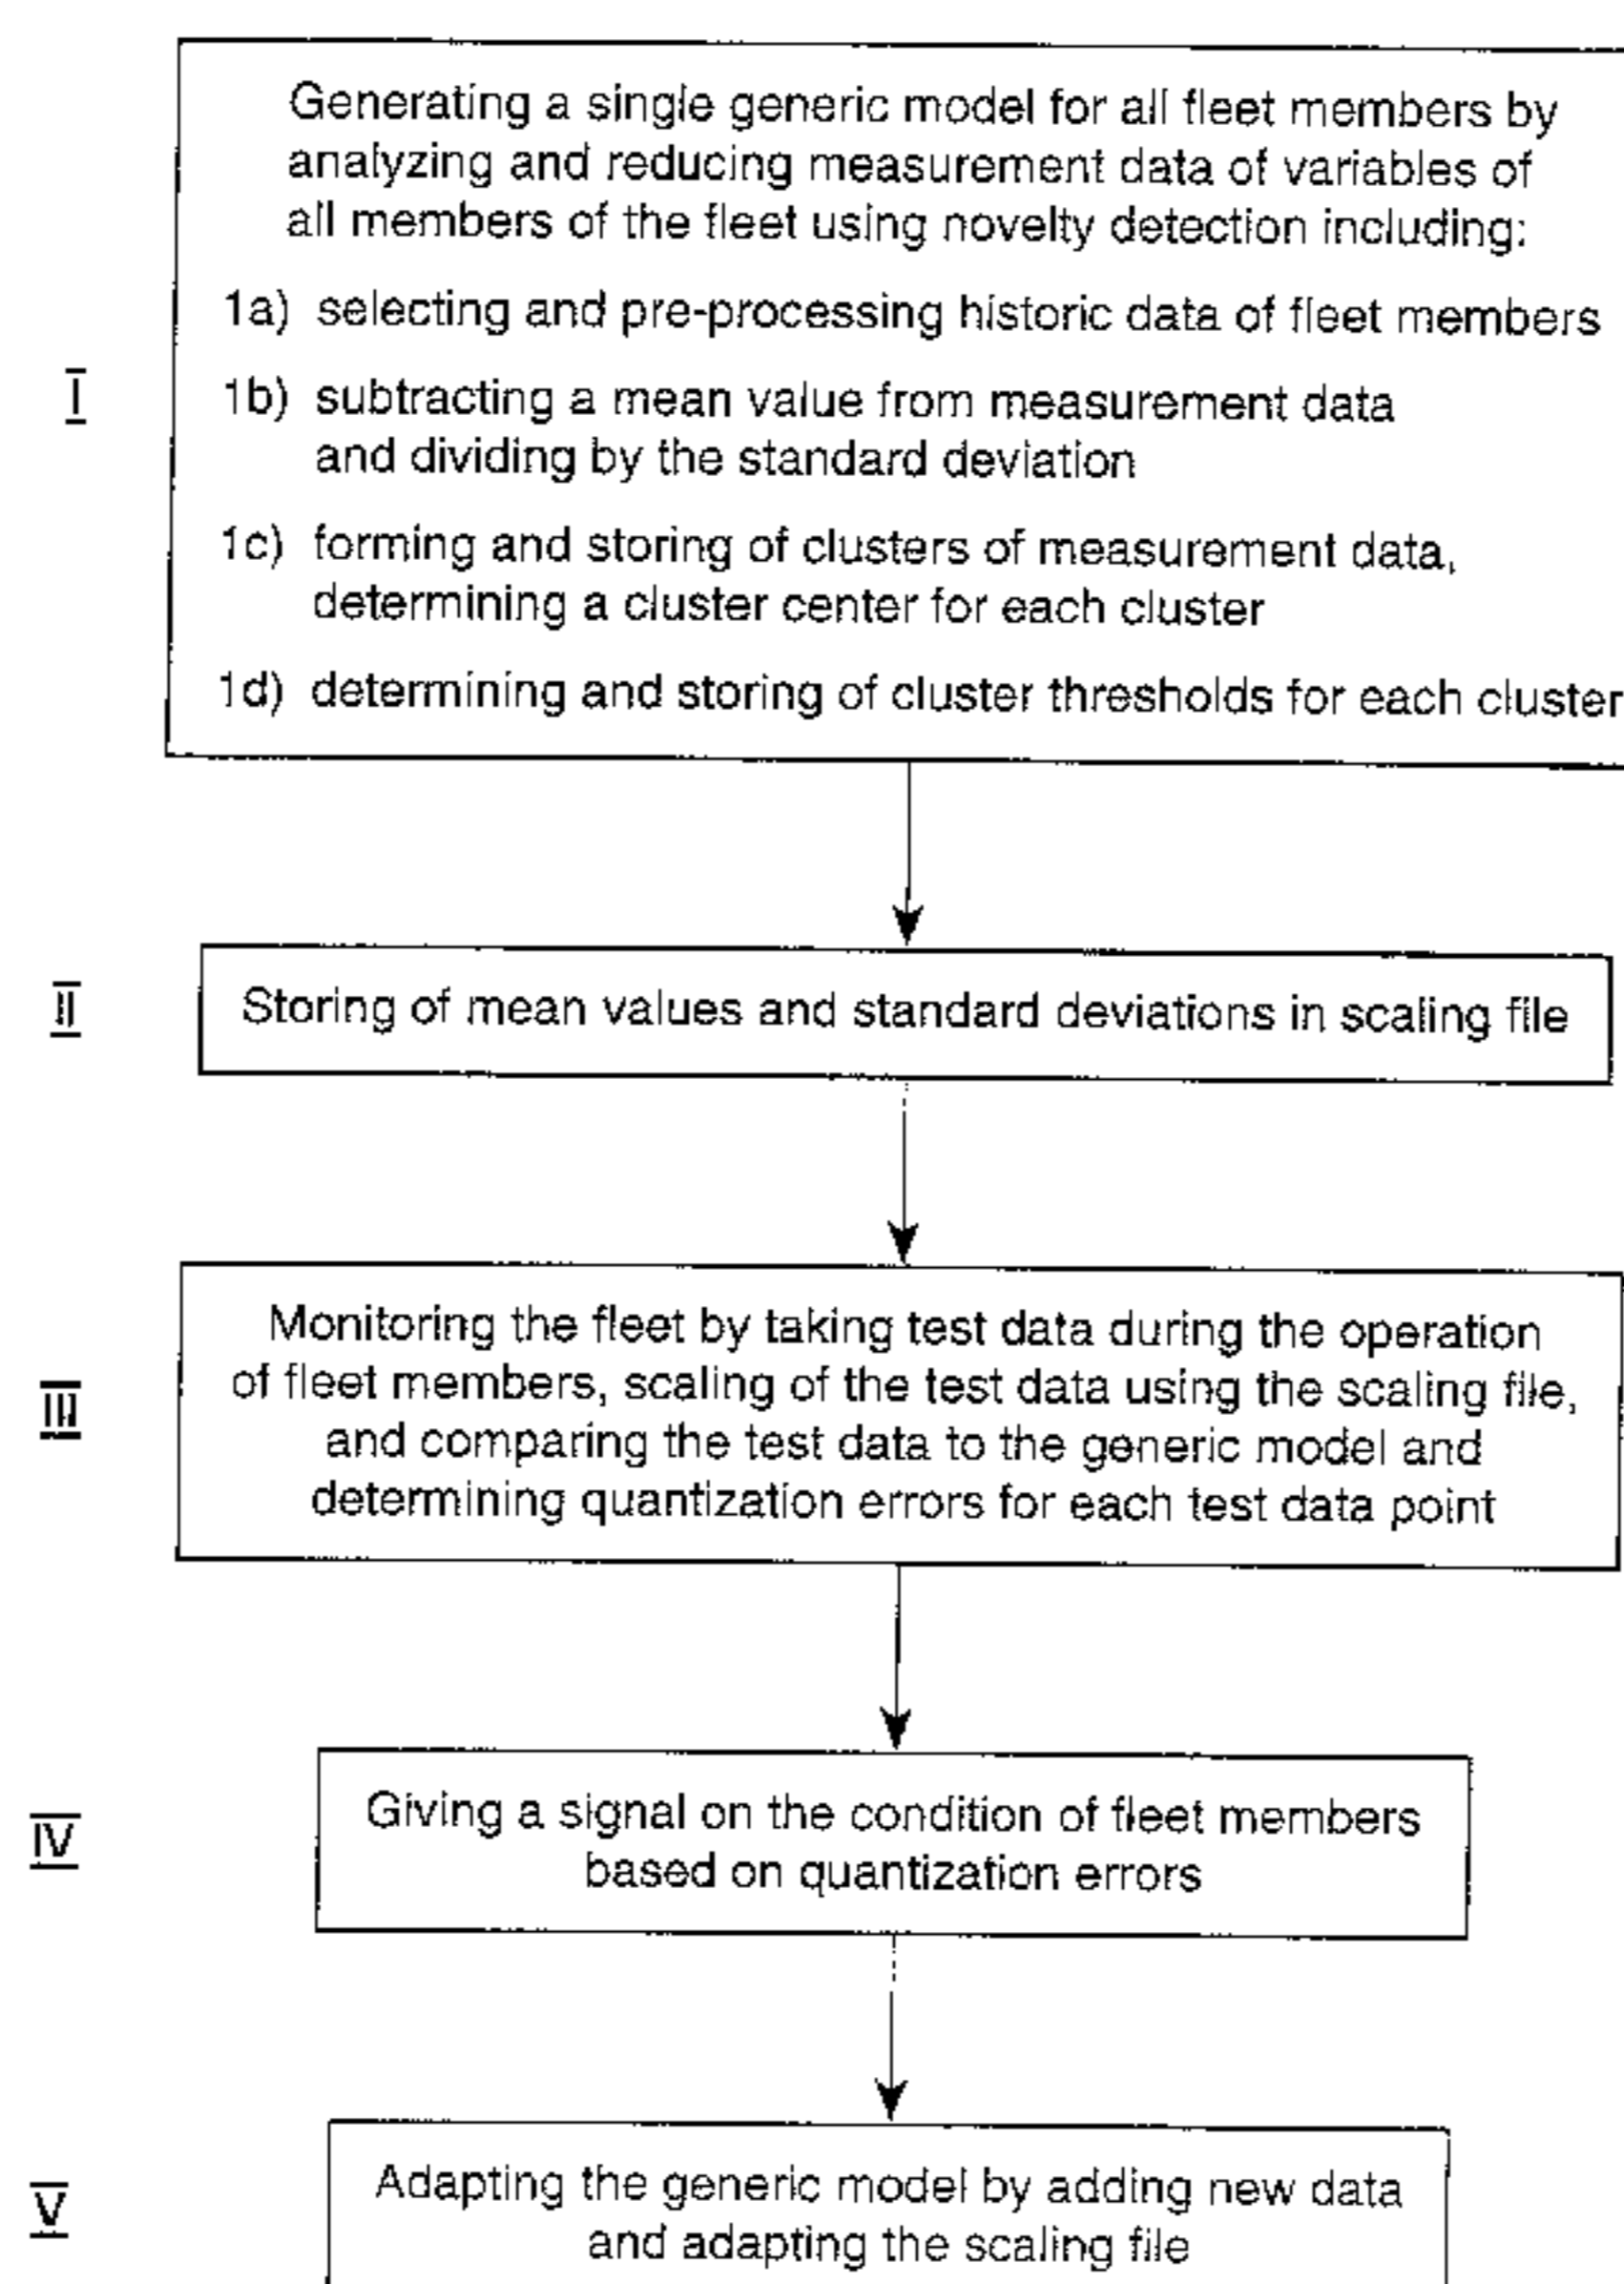 Generating a single generic model for all fleet members by
analyzing and reducing measurement data of variables of
all members of the fleet using novelty detection including:
1a) selecting and pre-processing historic data of fleet members
I
1b) subtracting a mean value from measurement data
and dividing by the standard deviation
1c) forming and storing of clusters of measurement data,
determining a cluster center for each cluster
1d) determining and storing of cluster thresholds for each cluster
II
Storing of mean values and standard deviations in scaling file
Monitoring the fleet by taking test data during the operation
of fleet members, scaling of the test data using the scaling file,
III
and comparing the test data to the generic model and
determining quantization errors for each test data point
IV
Giving a signal on the condition of fleet members
based on quantization errors
V
Adapting the generic model by adding new data
and adapting the scaling file